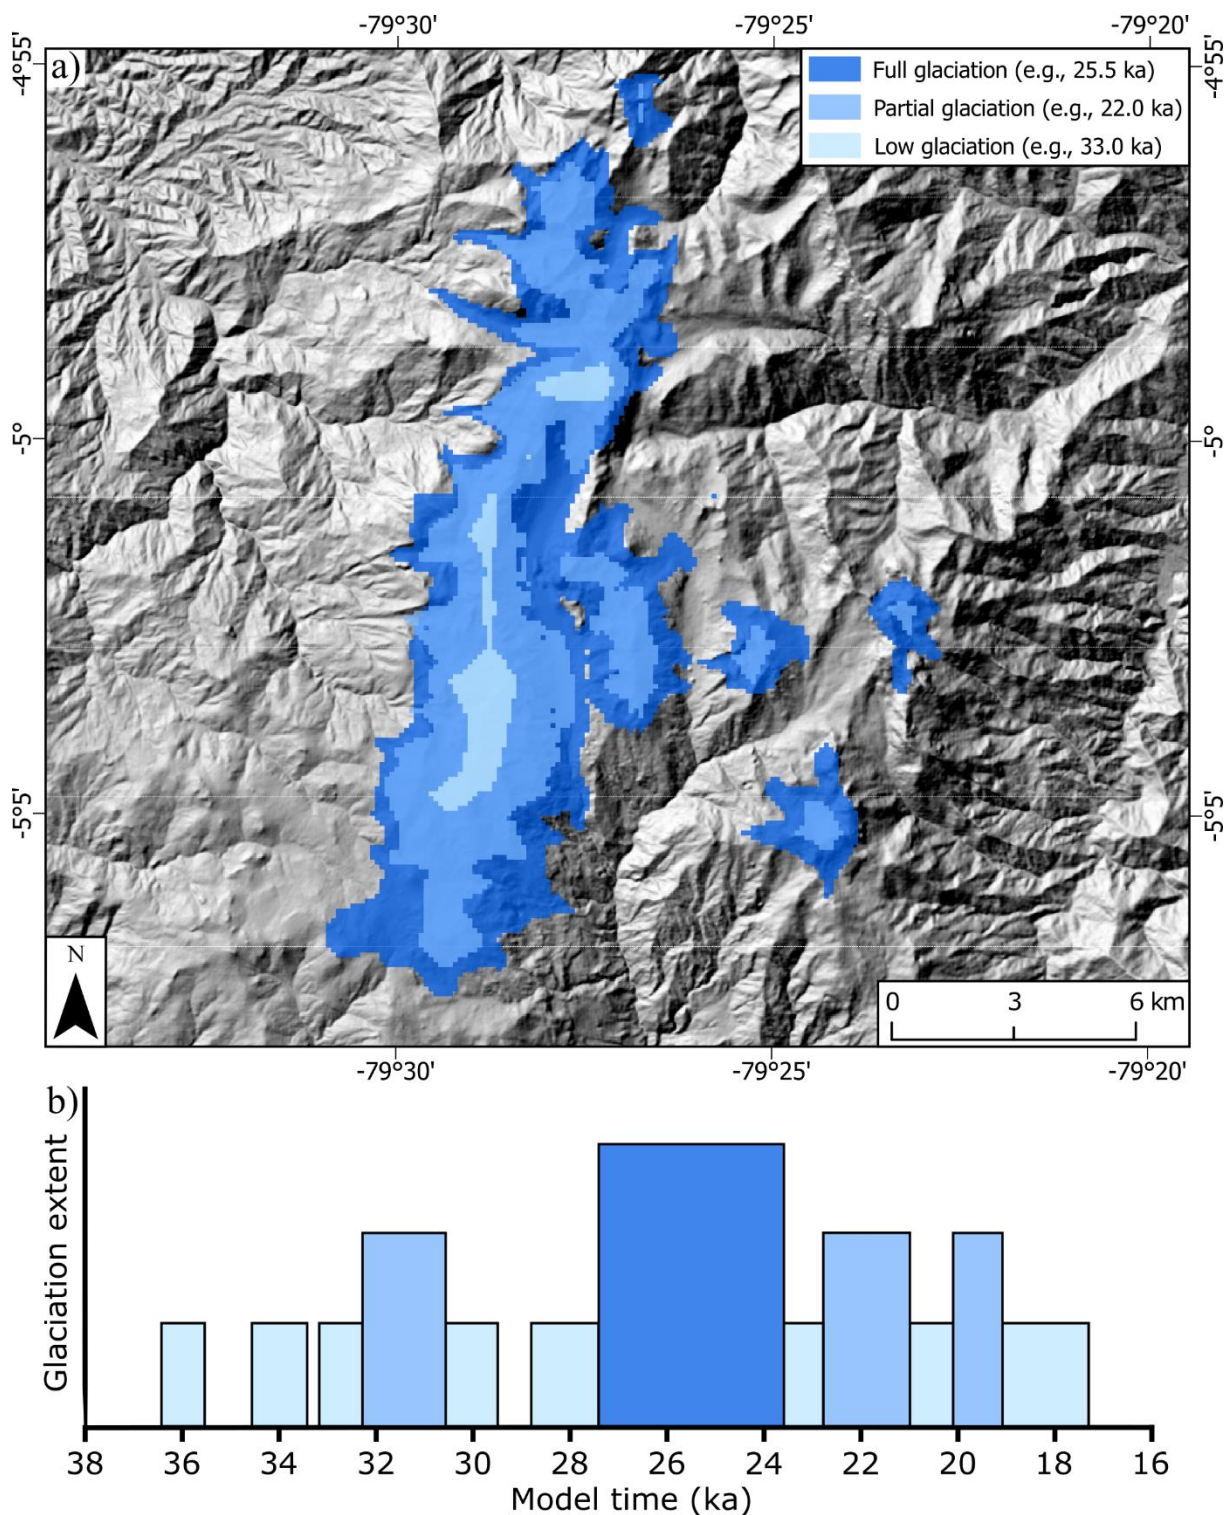 -79°30' -79°25' -79°20'
a)
-4°55' -4°55'
Full glaciation (e.g., 25.5 ka)
Partial glaciation (e.g., 22.0 ka)
Low glaciation (e.g., 33.0 ka)
-5° -5°
-5°5' -5°5'
N
0 3 6 km
-79°30' -79°25' -79°20'
b)
Glaciation extent
38 36 34 32 30 28 26 24 22 20 18 16
Model time (ka)